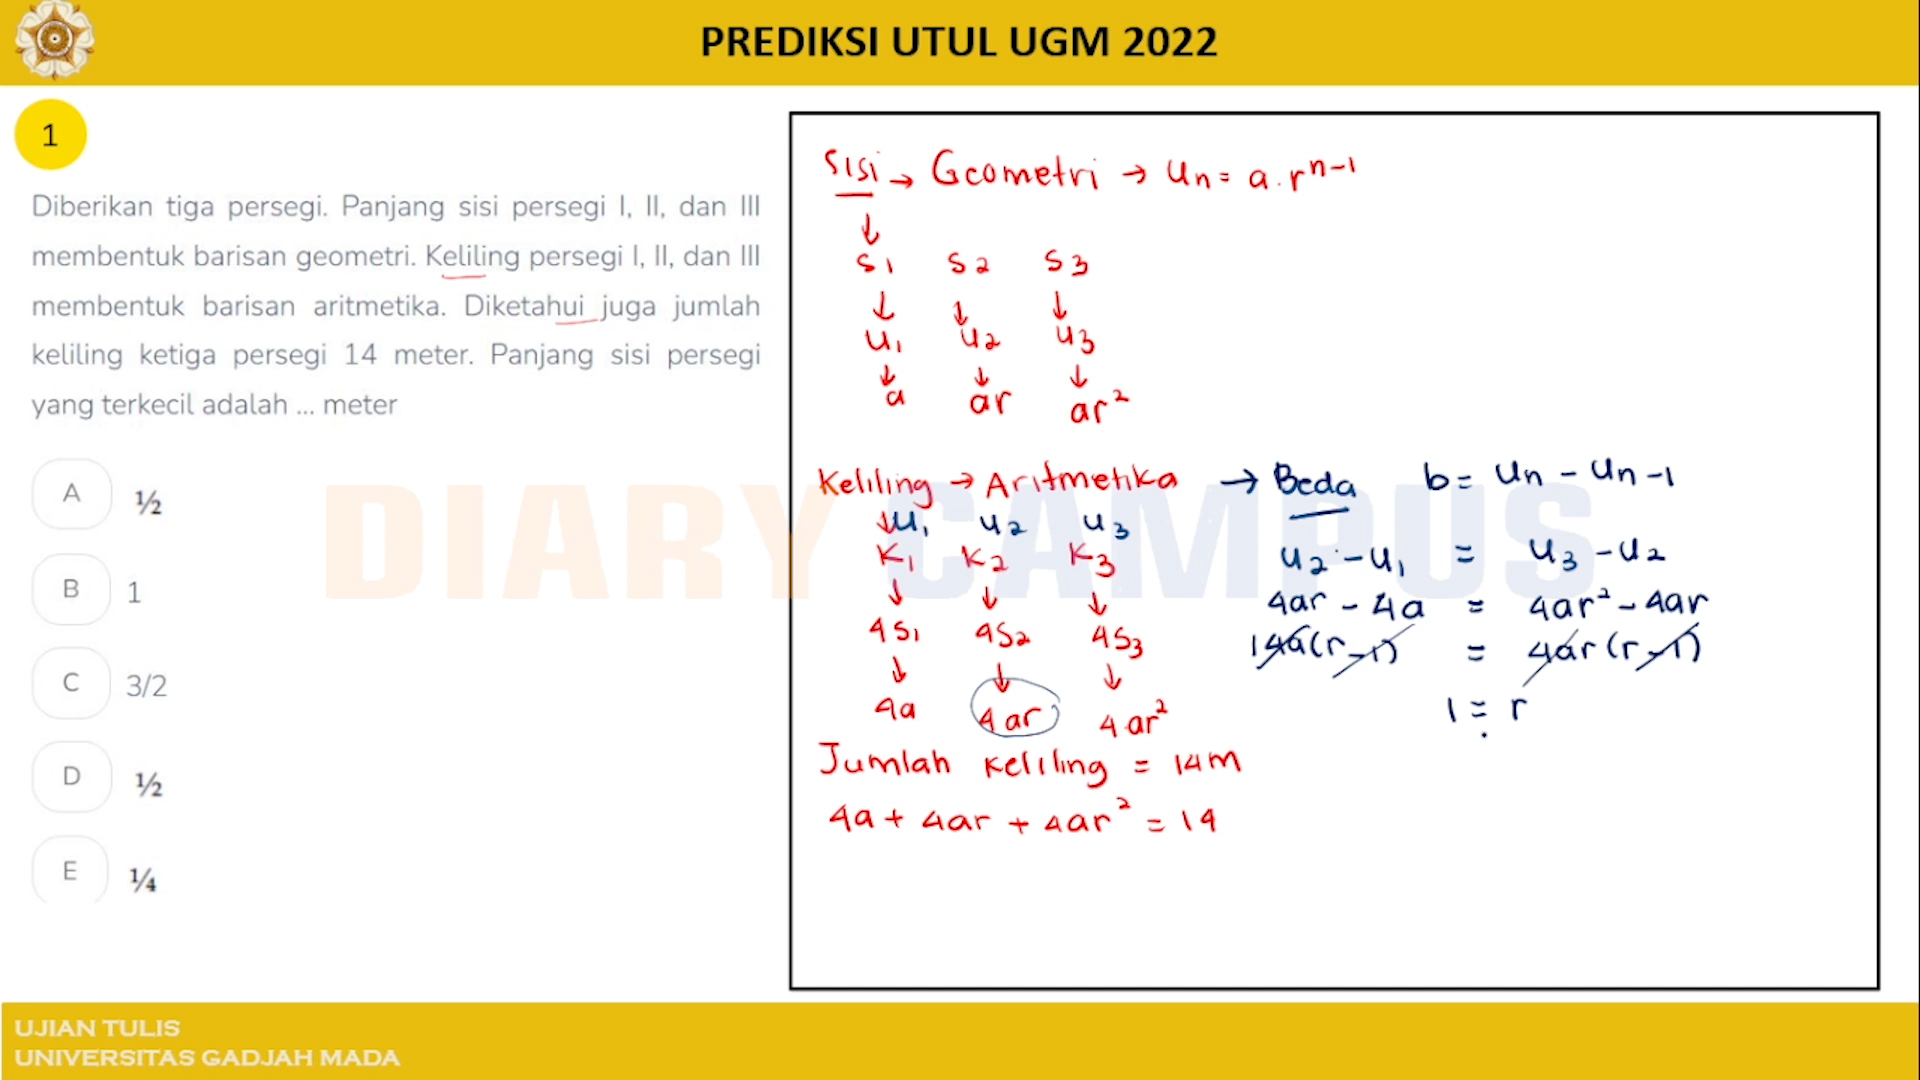 PREDIKSI UTUL UGM 2022
1
Diberikan tiga persegi. Panjang sisi persegi I, II, dan III
membentuk barisan geometri. Keliling persegi I, II, dan III
membentuk barisan aritmetika. Diketahui juga jumlah
keliling ketiga persegi 14 meter. Panjang sisi persegi
yang terkecil adalah ... meter
A ½
B 1
C 3/2
D ½
E ¼
DIARY CAMPUS
Sisi → Geometri → Un = a.r^n-1
↓
S1 S2 S3
↓ ↓ ↓
U1 U2 U3
↓ ↓ ↓
a ar ar²
Keliling → Aritmetika → Beda b = Un - Un-1
↓ U1 U2 U3
K1 K2 K3 U2 - U1 = U3 - U2
↓ ↓ ↓ 4ar - 4a = 4ar² - 4ar
4S1 4S2 4S3 14a(r-1) = 4ar(r-1)
↓ ↓ ↓
4a 4ar 4ar² 1 = r
Jumlah keliling = 14m
4a + 4ar + 4ar² = 14
UJIAN TULIS
UNIVERSITAS GADJAH MADA